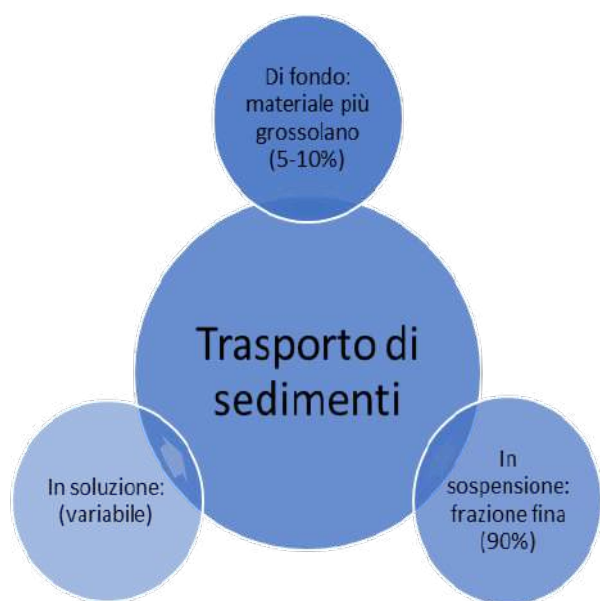 Di fondo:
materiale più
grossolano
(5-10%)
Trasporto di
sedimenti
In soluzione:
(variabile)
In
sospensione:
frazione fina
(90%)